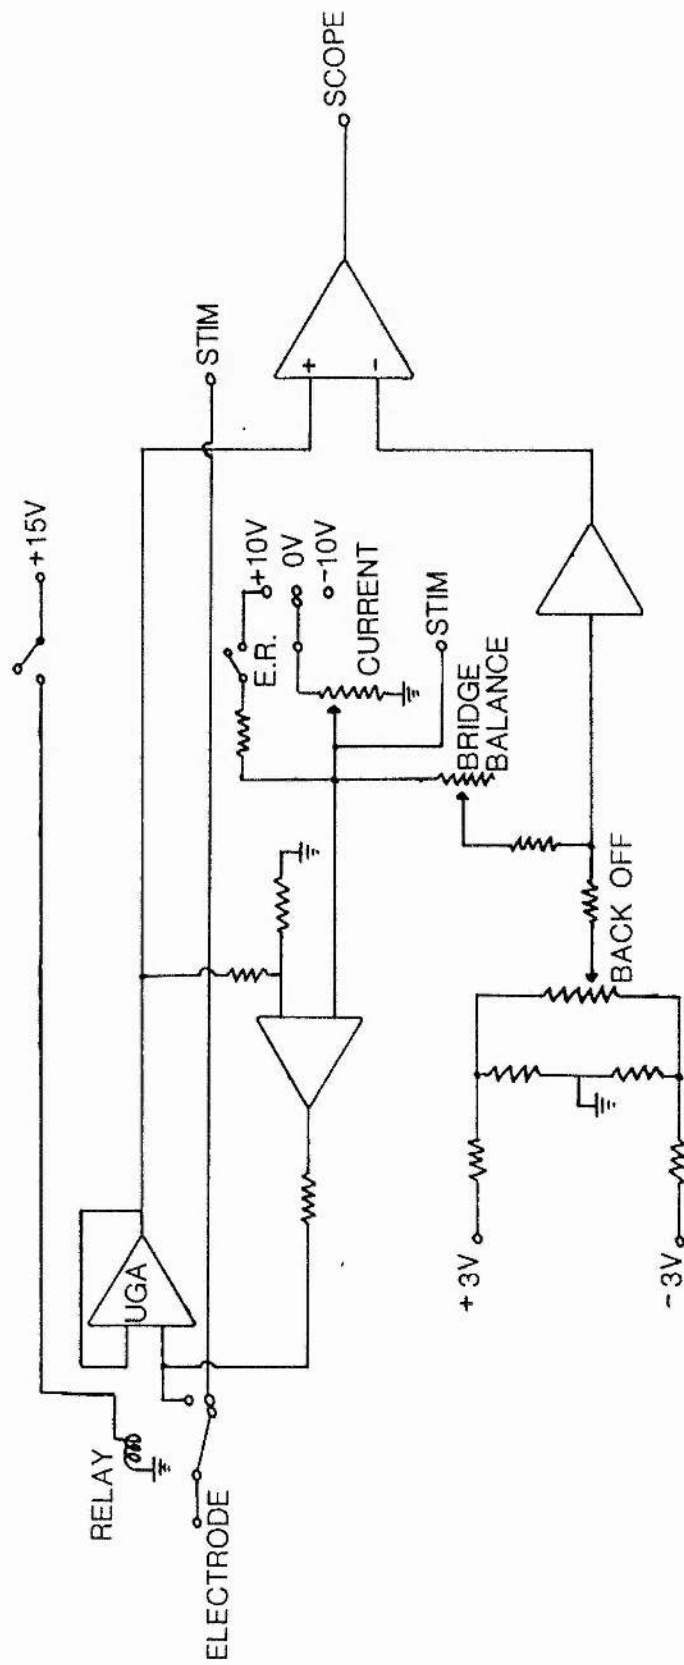 RELAY
+15V
ELECTRODE
UGA
STIM
SCOPE
+
-
E.R.
+10V
0V
-10V
CURRENT
STIM
BRIDGE
BALANCE
BACK OFF
+3V
-3V